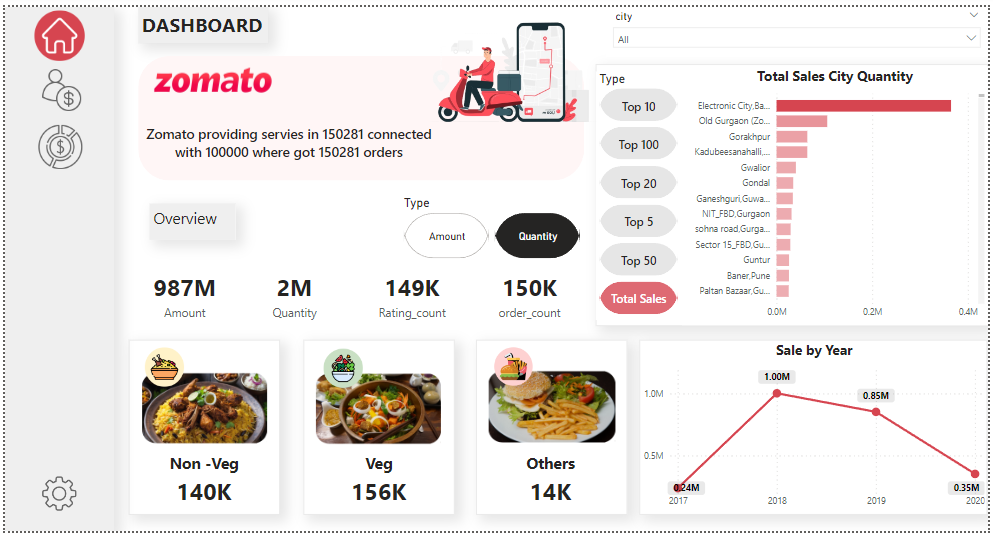 DASHBOARD
zomato
Zomato providing servies in 150281 connected
with 100000 where got 150281 orders
city
All
Overview
Type
Amount
Quantity
987M
Amount
2M
Quantity
149K
Rating_count
150K
order_count
Type
Top 10
Top 100
Top 20
Top 5
Top 50
Total Sales
Total Sales City Quantity
Electronic City,Ba...
Old Gurgaon (Zo...
Gorakhpur
Kadubeesanahalli,...
Gwalior
Gondal
Ganeshguri,Guwa...
NIT_FBD,Gurgaon
sohna road,Gurga...
Sector 15_FBD,Gu...
Guntur
Baner,Pune
Paltan Bazaar,Gu...
0.0M 0.2M 0.4M
Non -Veg
140K
Veg
156K
Others
14K
Sale by Year
1.0M
0.5M
0.24M
1.00M
0.85M
0.35M
2017 2018 2019 2020